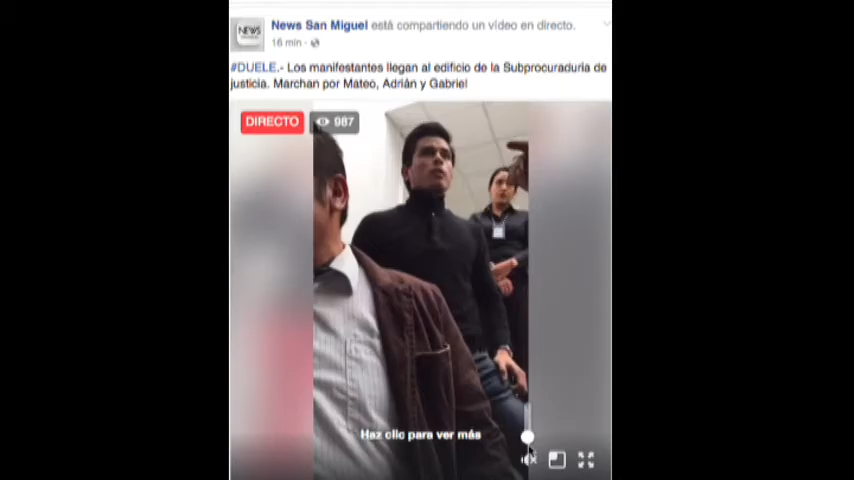 NEWS
News San Miguel está compartiendo un vídeo en directo.
16 min ·
#DUELE.- Los manifestantes llegan al edificio de la Subprocuraduría de
justicia. Marchan por Mateo, Adrián y Gabriel
DIRECTO 987
Haz clic para ver más